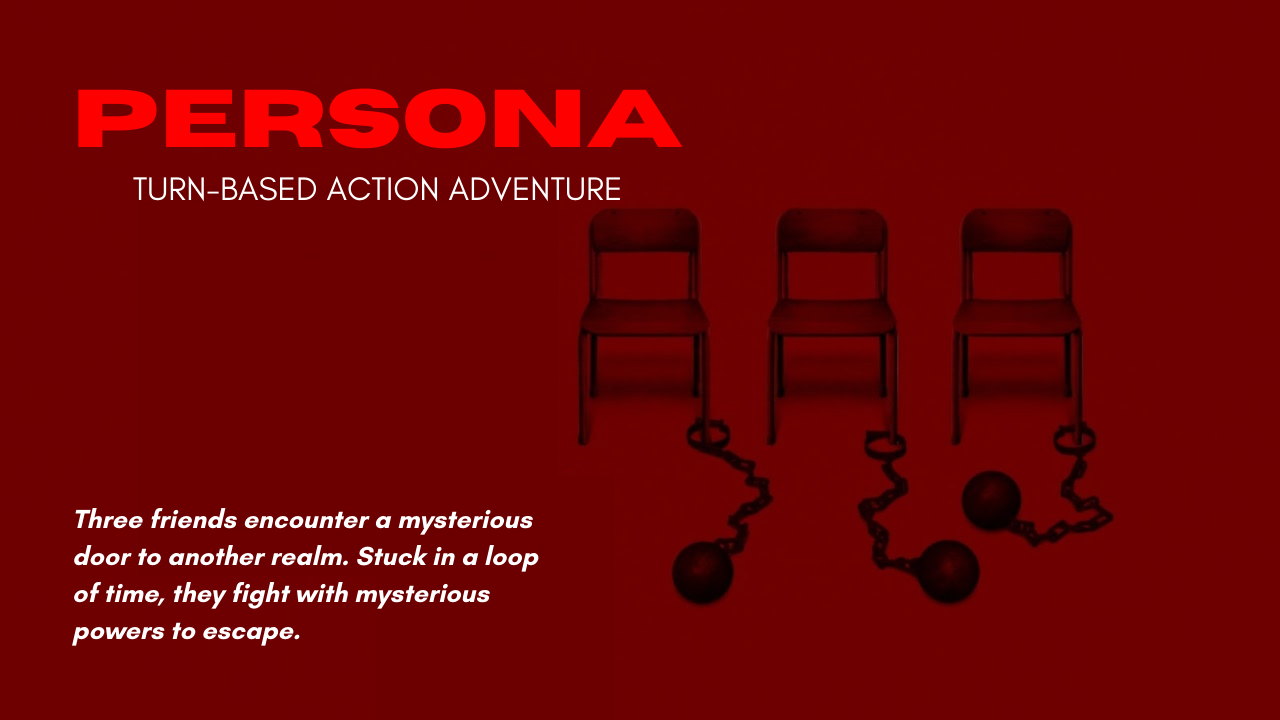 PERSONA
TURN-BASED ACTION ADVENTURE
Three friends encounter a mysterious
door to another realm. Stuck in a loop
of time, they fight with mysterious
powers to escape.